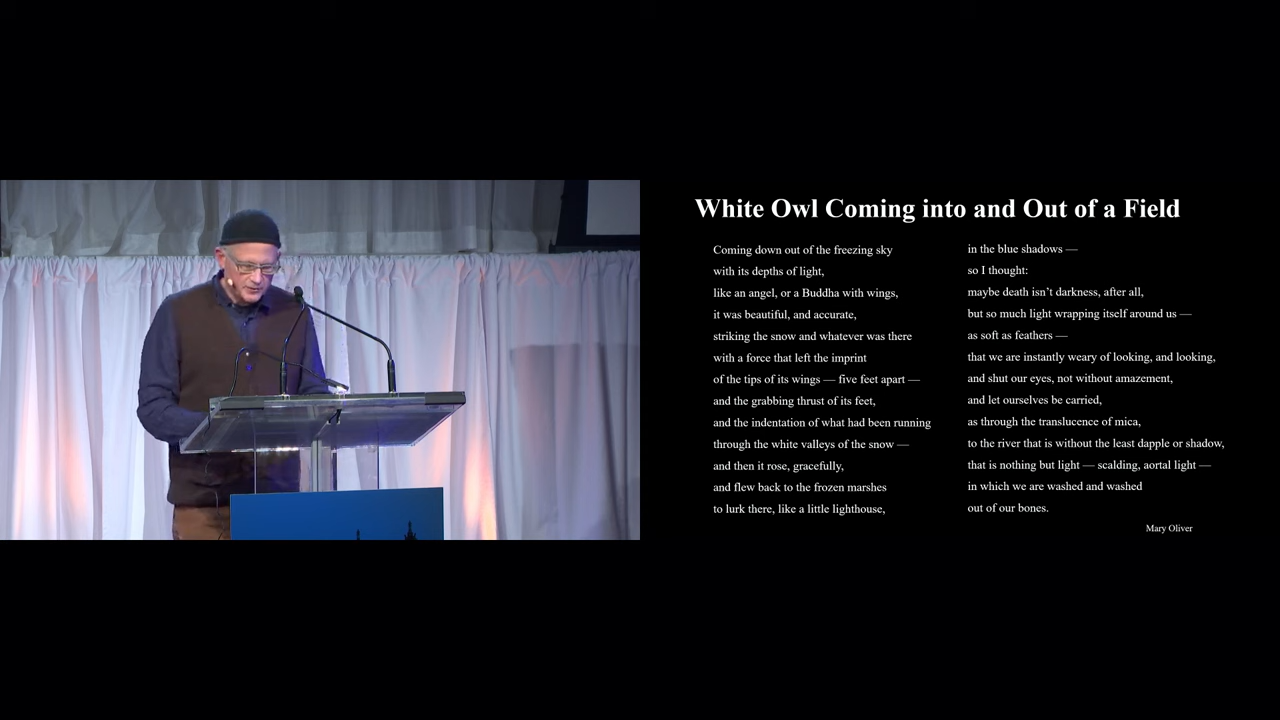 White Owl Coming into and Out of a Field
Coming down out of the freezing sky
with its depths of light,
like an angel, or a Buddha with wings,
it was beautiful, and accurate,
striking the snow and whatever was there
with a force that left the imprint
of the tips of its wings — five feet apart —
and the grabbing thrust of its feet,
and the indentation of what had been running
through the white valleys of the snow —
and then it rose, gracefully,
and flew back to the frozen marshes
to lurk there, like a little lighthouse,
in the blue shadows —
so I thought:
maybe death isn’t darkness, after all,
but so much light wrapping itself around us —
as soft as feathers —
that we are instantly weary of looking, and looking,
and shut our eyes, not without amazement,
and let ourselves be carried,
as through the translucence of mica,
to the river that is without the least dapple or shadow,
that is nothing but light — scalding, aortal light —
in which we are washed and washed
out of our bones.
Mary Oliver